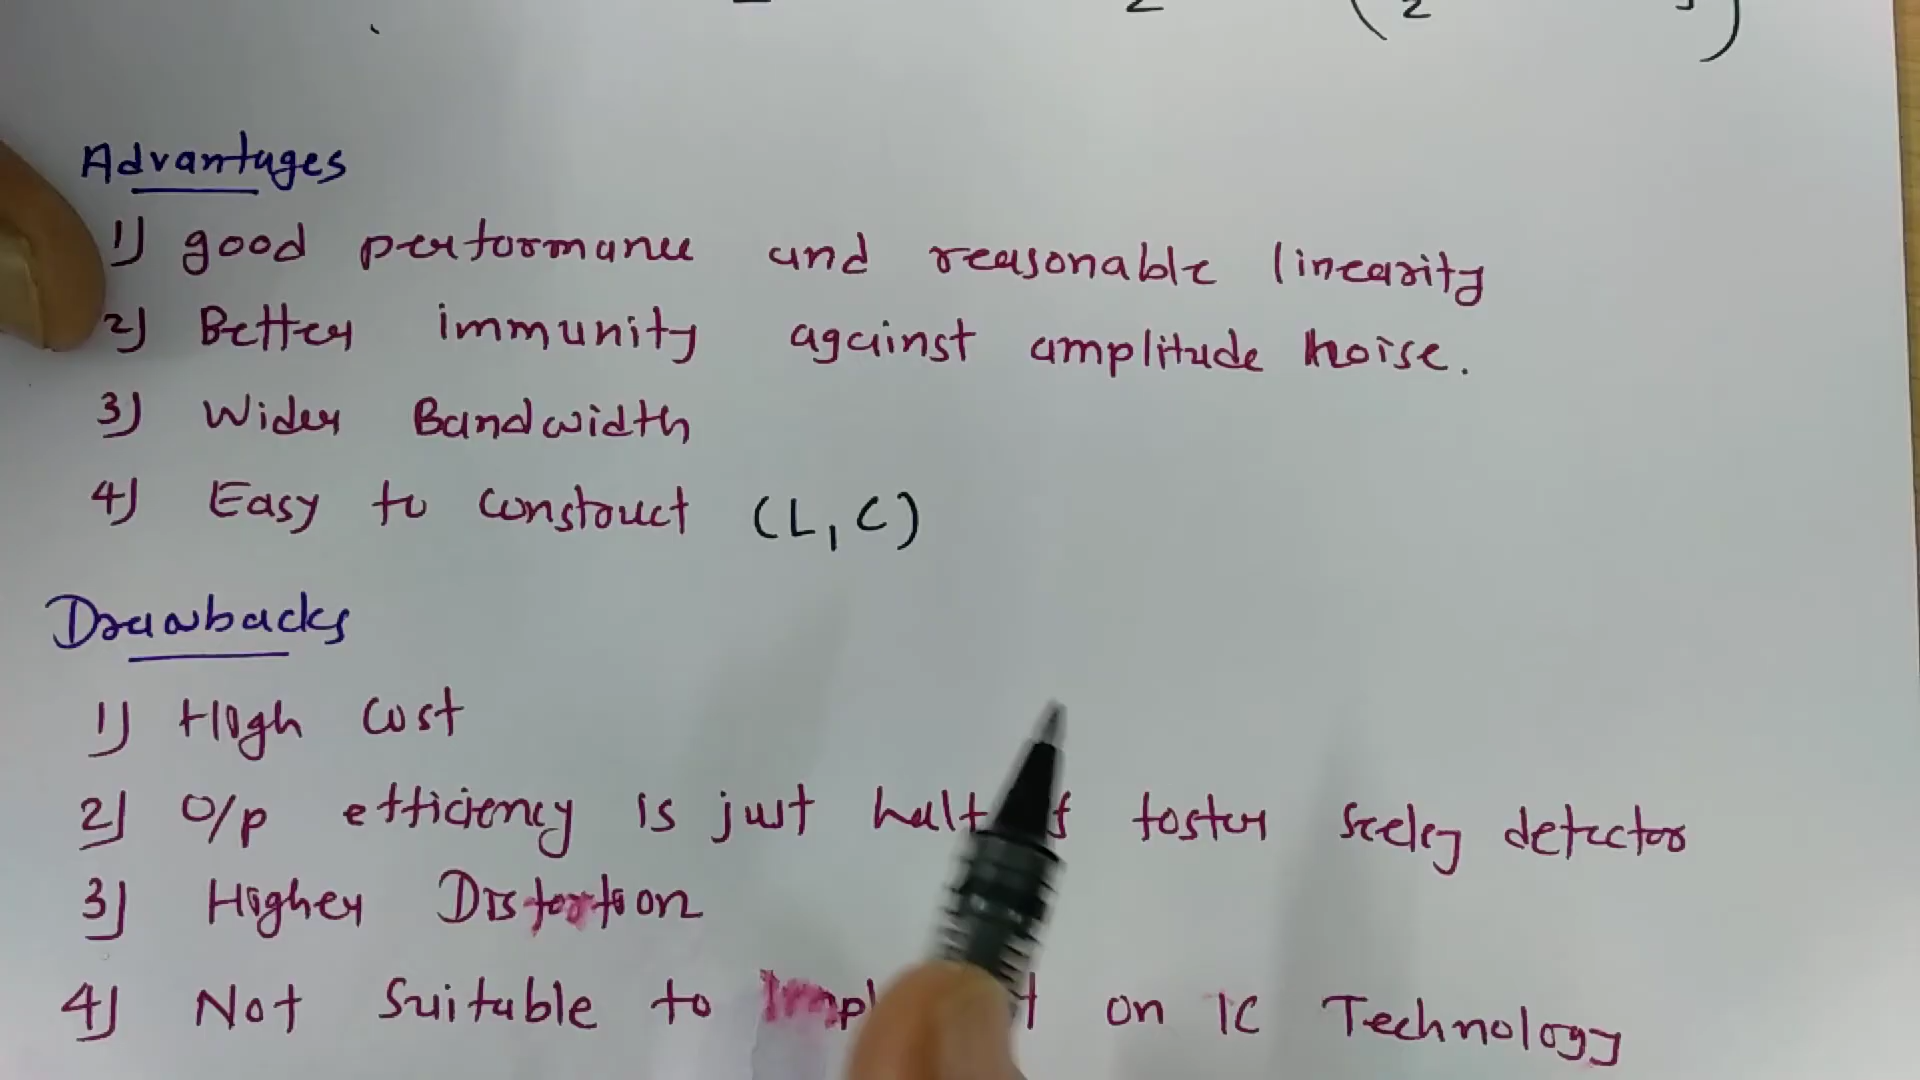 Advantages
1) good performance and reasonable linearity
2) Better immunity against amplitude noise.
3) Wider Bandwidth
4) Easy to construct (L, C)
Drawbacks
1) High cost
2) O/p efficiency is just half foster seeley detector
3) Higher Distortion
4) Not Suitable to on IC Technology